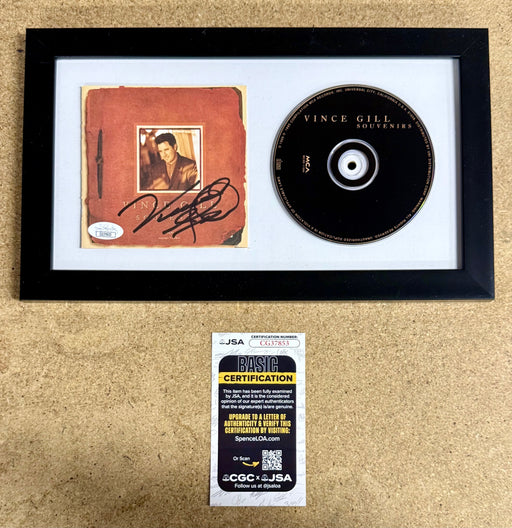 VINCE GILL
VINCE GILL
SOUVENIRS
MCA
JSA
CERTIFICATION NUMBER:
CG37853
BASIC
CERTIFICATION
This item has been fully examined
by JSA, and it is the considered
opinion of our expert authenticators
that the signature(s) is/are genuine.
UPGRADE TO A LETTER OF
AUTHENTICITY & VERIFY THIS
CERTIFICATION BY VISITING:
SpenceLOA.com
Or Scan
CGC x JSA
Follow us at @jsaloa